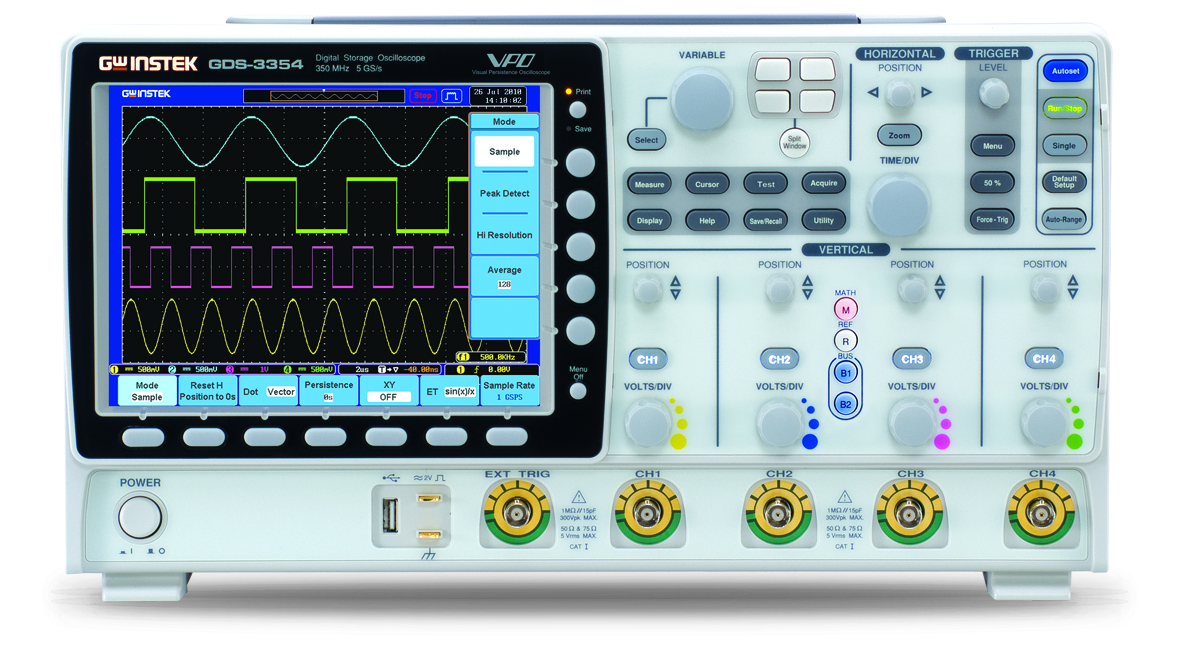 GW INSTEK GDS-3354
Digital Storage Oscilloscope
350 MHz 5 GS/s
VPO
Visual Persistence Oscilloscope
GW INSTEK
Stop
26 Jul 2010
14:10:02
Mode
Sample
Peak Detect
Hi Resolution
Average
128
f1 500.0KHz
1 500mV 2 500mV 3 1V 4 500mV 2us T -40.00ns 1 0.00V
Mode
Sample
Reset H
Position to 0s
Dot Vector
Persistence
0s
XY
OFF
ET sin(x)/x
Sample Rate
1 GSPS
Print
Save
Menu
Off
VARIABLE
Select
Split
Window
HORIZONTAL
POSITION
Zoom
TIME/DIV
TRIGGER
LEVEL
Menu
50 %
Force - Trig
Autoset
Run/Stop
Single
Default
Setup
Auto-Range
Measure Cursor Test Acquire
Display Help Save/Recall Utility
VERTICAL
POSITION POSITION POSITION POSITION
MATH
M
REF
R
BUS
B1
B2
CH1 CH2 CH3 CH4
VOLTS/DIV VOLTS/DIV VOLTS/DIV VOLTS/DIV
POWER
I O
≈2V
EXT TRIG CH1 CH2 CH3 CH4
1MΩ//15pF
300Vpk MAX.
50 Ω & 75 Ω
5 Vrms MAX.
CAT I
1MΩ//15pF
300Vpk MAX.
50 Ω & 75 Ω
5 Vrms MAX.
CAT I